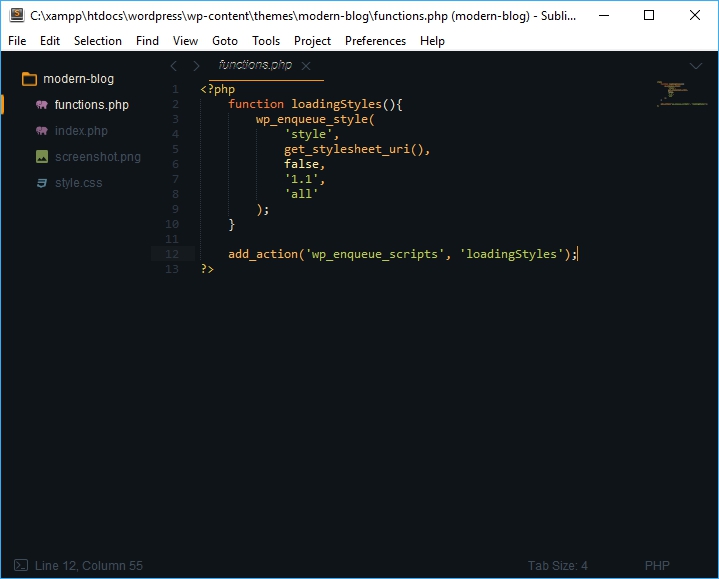 C:\xampp\htdocs\wordpress\wp-content\themes\modern-blog\functions.php (modern-blog) - Subli...
File Edit Selection Find View Goto Tools Project Preferences Help
modern-blog
functions.php
index.php
screenshot.png
style.css
functions.php
1 <?php
2 function loadingStyles(){
3 wp_enqueue_style(
4 'style',
5 get_stylesheet_uri(),
6 false,
7 '1.1',
8 'all'
9 );
10 }
11
12 add_action('wp_enqueue_scripts', 'loadingStyles');
13 ?>
Line 12, Column 55 Tab Size: 4 PHP